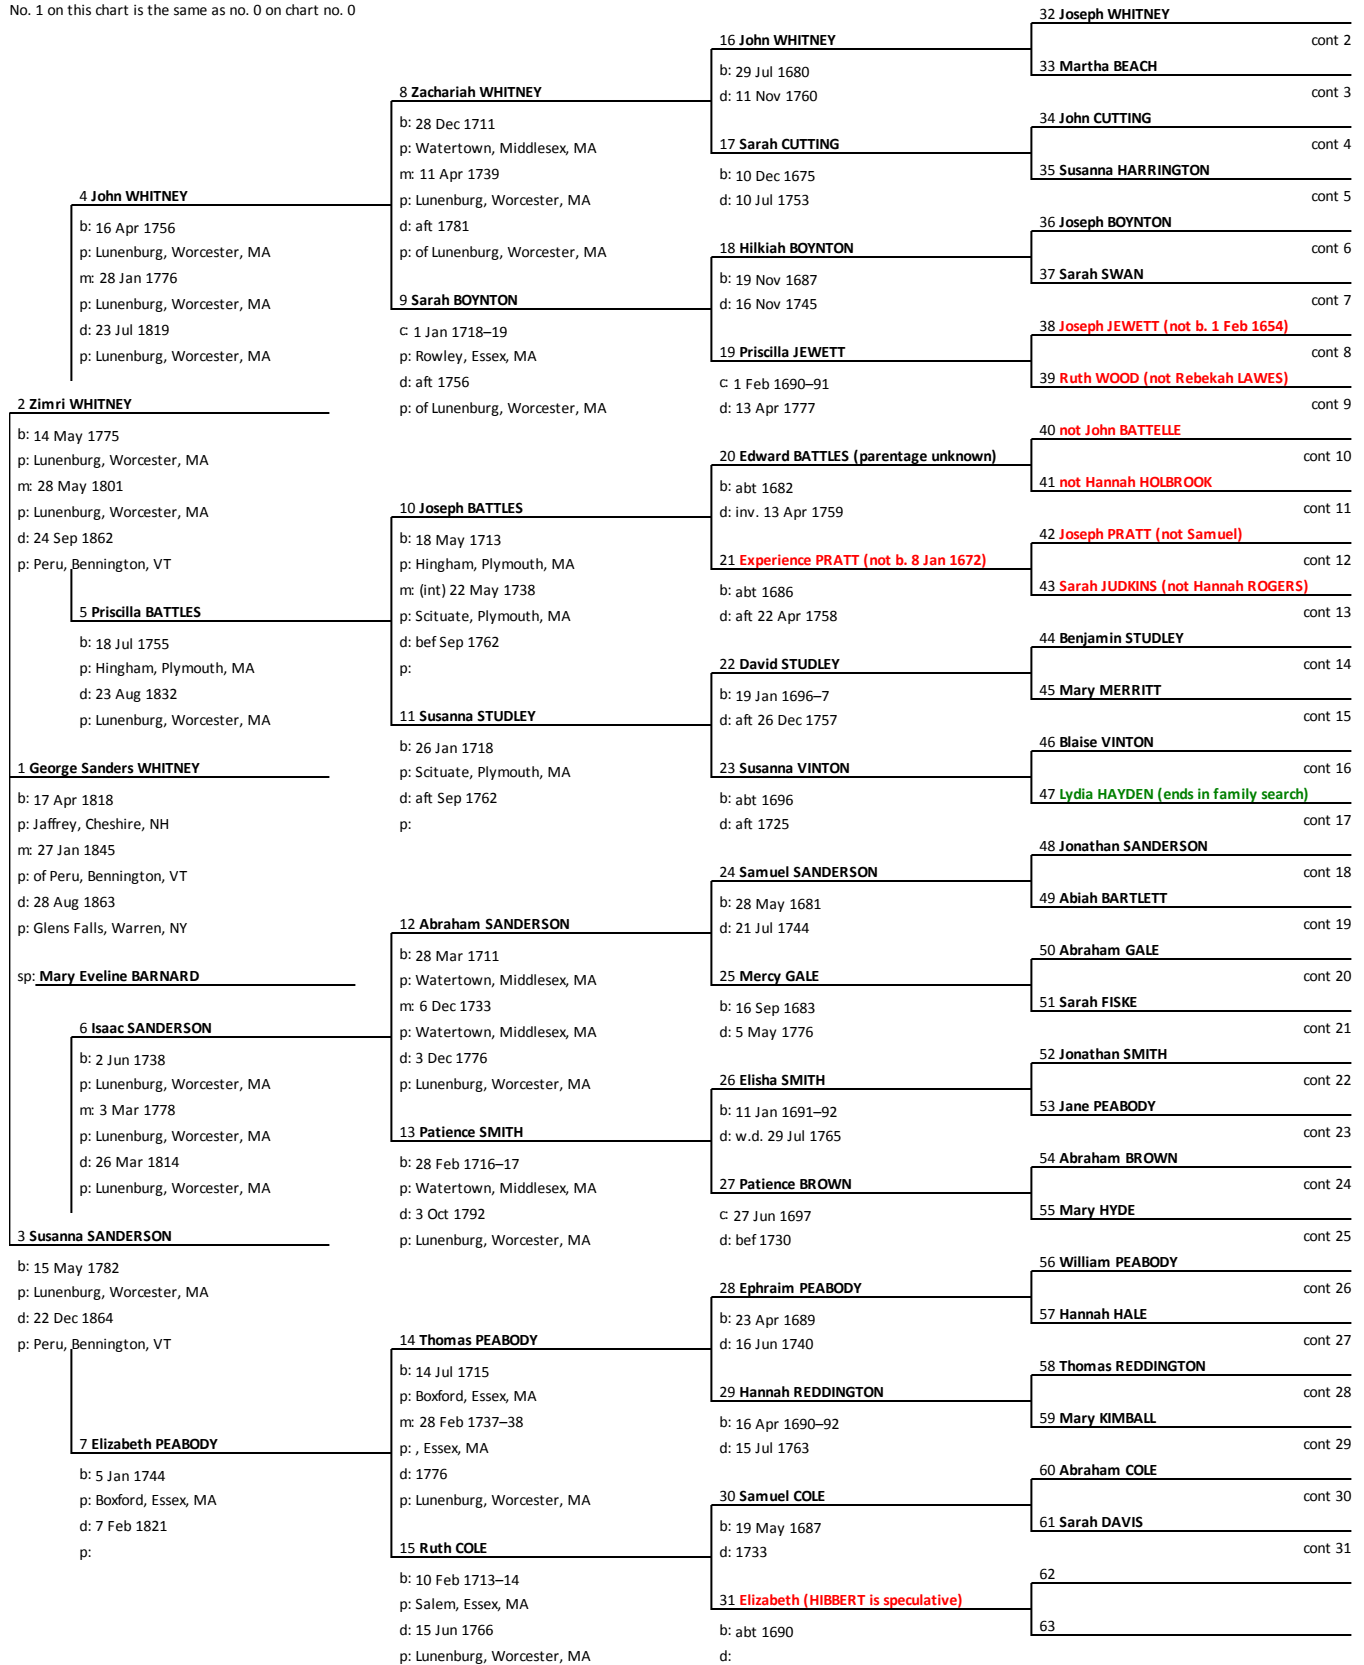 No. 1 on this chart is the same as no. 0 on chart no. 0
2 Zimri WHITNEY
b: 14 May 1775
p: Lunenburg, Worcester, MA
m: 28 May 1801
p: Lunenburg, Worcester, MA
d: 24 Sep 1862
p: Peru, Bennington, VT
1 George Sanders WHITNEY
b: 17 Apr 1818
p: Jaffrey, Cheshire, NH
m: 27 Jan 1845
p: of Peru, Bennington, VT
d: 28 Aug 1863
p: Glens Falls, Warren, NY
sp: Mary Eveline BARNARD
3 Susanna SANDERSON
b: 15 May 1782
p: Lunenburg, Worcester, MA
d: 22 Dec 1864
p: Peru, Bennington, VT
4 John WHITNEY
b: 16 Apr 1756
p: Lunenburg, Worcester, MA
m: 28 Jan 1776
p: Lunenburg, Worcester, MA
d: 23 Jul 1819
p: Lunenburg, Worcester, MA
5 Priscilla BATTLES
b: 18 Jul 1755
p: Hingham, Plymouth, MA
d: 23 Aug 1832
p: Lunenburg, Worcester, MA
6 Isaac SANDERSON
b: 2 Jun 1738
p: Lunenburg, Worcester, MA
m: 3 Mar 1778
p: Lunenburg, Worcester, MA
d: 26 Mar 1814
p: Lunenburg, Worcester, MA
7 Elizabeth PEABODY
b: 5 Jan 1744
p: Boxford, Essex, MA
d: 7 Feb 1821
p:
8 Zachariah WHITNEY
b: 28 Dec 1711
p: Watertown, Middlesex, MA
m: 11 Apr 1739
p: Lunenburg, Worcester, MA
d: aft 1781
p: of Lunenburg, Worcester, MA
9 Sarah BOYNTON
c: 1 Jan 1718–19
p: Rowley, Essex, MA
d: aft 1756
p: of Lunenburg, Worcester, MA
10 Joseph BATTLES
b: 18 May 1713
p: Hingham, Plymouth, MA
m: (int) 22 May 1738
p: Scituate, Plymouth, MA
d: bef Sep 1762
p:
11 Susanna STUDLEY
b: 26 Jan 1718
p: Scituate, Plymouth, MA
d: aft Sep 1762
p:
12 Abraham SANDERSON
b: 28 Mar 1711
p: Watertown, Middlesex, MA
m: 6 Dec 1733
p: Watertown, Middlesex, MA
d: 3 Dec 1776
p: Lunenburg, Worcester, MA
13 Patience SMITH
b: 28 Feb 1716–17
p: Watertown, Middlesex, MA
d: 3 Oct 1792
p: Lunenburg, Worcester, MA
14 Thomas PEABODY
b: 14 Jul 1715
p: Boxford, Essex, MA
m: 28 Feb 1737–38
p: , Essex, MA
d: 1776
p: Lunenburg, Worcester, MA
15 Ruth COLE
b: 10 Feb 1713–14
p: Salem, Essex, MA
d: 15 Jun 1766
p: Lunenburg, Worcester, MA
16 John WHITNEY
b: 29 Jul 1680
d: 11 Nov 1760
17 Sarah CUTTING
b: 10 Dec 1675
d: 10 Jul 1753
18 Hilkiah BOYNTON
b: 19 Nov 1687
d: 16 Nov 1745
19 Priscilla JEWETT
c: 1 Feb 1690–91
d: 13 Apr 1777
20 Edward BATTLES (parentage unknown)
b: abt 1682
d: inv. 13 Apr 1759
21 Experience PRATT (not b. 8 Jan 1672)
b: abt 1686
d: aft 22 Apr 1758
22 David STUDLEY
b: 19 Jan 1696–7
d: aft 26 Dec 1757
23 Susanna VINTON
b: abt 1696
d: aft 1725
24 Samuel SANDERSON
b: 28 May 1681
d: 21 Jul 1744
25 Mercy GALE
b: 16 Sep 1683
d: 5 May 1776
26 Elisha SMITH
b: 11 Jan 1691–92
d: w.d. 29 Jul 1765
27 Patience BROWN
c: 27 Jun 1697
d: bef 1730
28 Ephraim PEABODY
b: 23 Apr 1689
d: 16 Jun 1740
29 Hannah REDDINGTON
b: 16 Apr 1690–92
d: 15 Jul 1763
30 Samuel COLE
b: 19 May 1687
d: 1733
31 Elizabeth (HIBBERT is speculative)
b: abt 1690
d:
32 Joseph WHITNEY
cont 2
33 Martha BEACH
cont 3
34 John CUTTING
cont 4
35 Susanna HARRINGTON
cont 5
36 Joseph BOYNTON
cont 6
37 Sarah SWAN
cont 7
38 Joseph JEWETT (not b. 1 Feb 1654)
cont 8
39 Ruth WOOD (not Rebekah LAWES)
cont 9
40 not John BATTELLE
cont 10
41 not Hannah HOLBROOK
cont 11
42 Joseph PRATT (not Samuel)
cont 12
43 Sarah JUDKINS (not Hannah ROGERS)
cont 13
44 Benjamin STUDLEY
cont 14
45 Mary MERRITT
cont 15
46 Blaise VINTON
cont 16
47 Lydia HAYDEN (ends in family search)
cont 17
48 Jonathan SANDERSON
cont 18
49 Abiah BARTLETT
cont 19
50 Abraham GALE
cont 20
51 Sarah FISKE
cont 21
52 Jonathan SMITH
cont 22
53 Jane PEABODY
cont 23
54 Abraham BROWN
cont 24
55 Mary HYDE
cont 25
56 William PEABODY
cont 26
57 Hannah HALE
cont 27
58 Thomas REDDINGTON
cont 28
59 Mary KIMBALL
cont 29
60 Abraham COLE
cont 30
61 Sarah DAVIS
cont 31
62
63